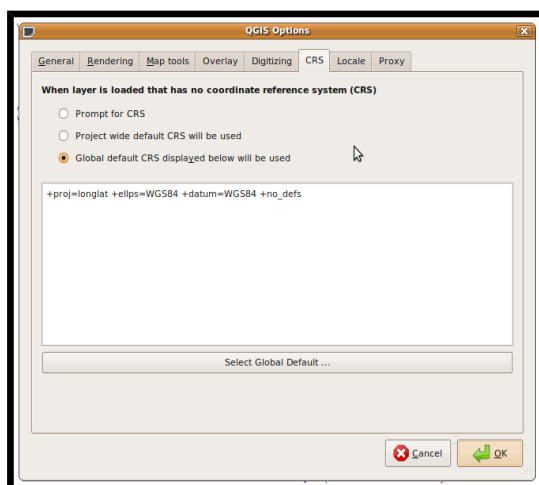 QGIS Options
General Rendering Map tools Overlay Digitizing CRS Locale Proxy
When layer is loaded that has no coordinate reference system (CRS)
Prompt for CRS
Project wide default CRS will be used
Global default CRS displayed below will be used
+proj=longlat +ellps=WGS84 +datum=WGS84 +no_defs
Select Global Default ...
Cancel OK